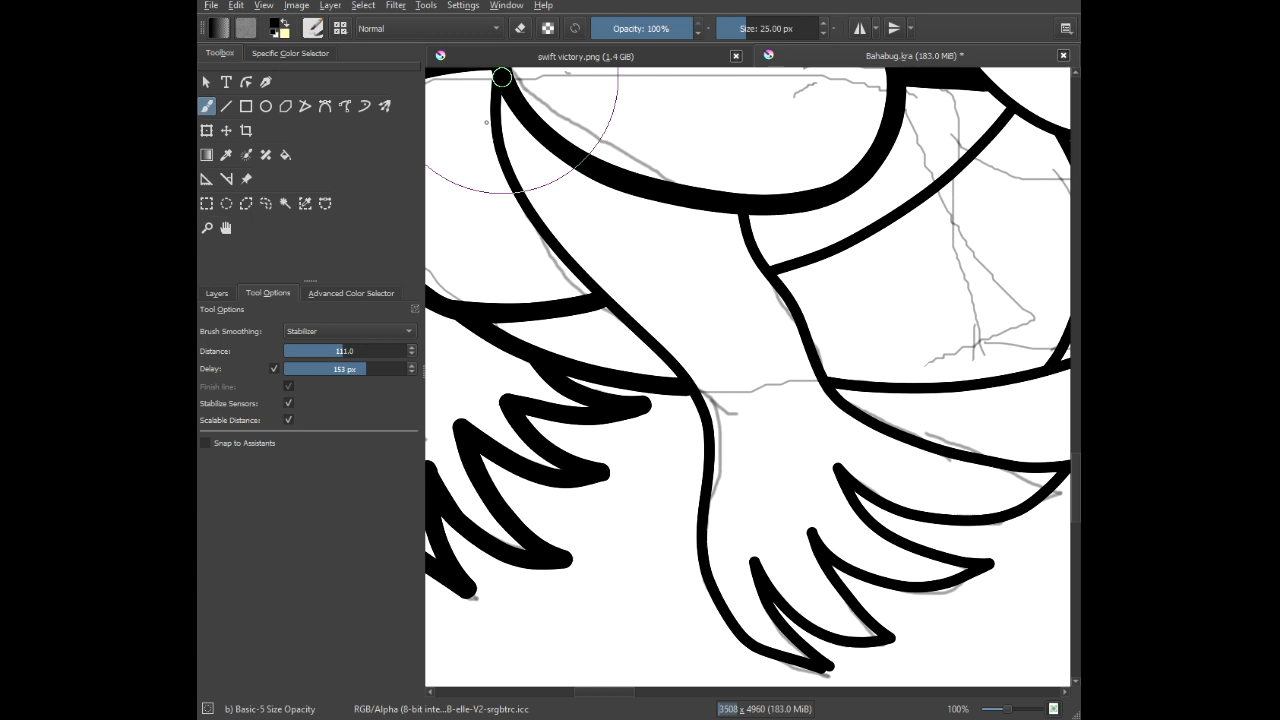 File Edit View Image Layer Select Filter Tools Settings Window Help
Normal Opacity: 100% Size: 25.00 px
Toolbox Specific Color Selector
swift victory.png (1.4 GiB) Bahabug.kra (183.0 MiB) *
Layers Tool Options Advanced Color Selector
Tool Options
Brush Smoothing: Stabilizer
Distance: 111.0
Delay: 153 px
Finish line:
Stabilize Sensors:
Scalable Distance:
Snap to Assistants
b) Basic-5 Size Opacity RGB/Alpha (8-bit inte...B-elle-V2-srgbtrc.icc 3508 x 4960 (183.0 MiB) 100%